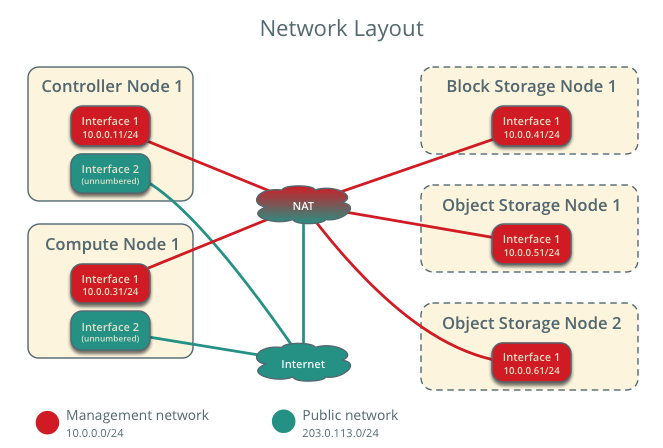 Network Layout
Controller Node 1
Interface 1
10.0.0.11/24
Interface 2
(unnumbered)
Compute Node 1
Interface 1
10.0.0.31/24
Interface 2
(unnumbered)
NAT
Internet
Block Storage Node 1
Interface 1
10.0.0.41/24
Object Storage Node 1
Interface 1
10.0.0.51/24
Object Storage Node 2
Interface 1
10.0.0.61/24
Management network
10.0.0.0/24
Public network
203.0.113.0/24